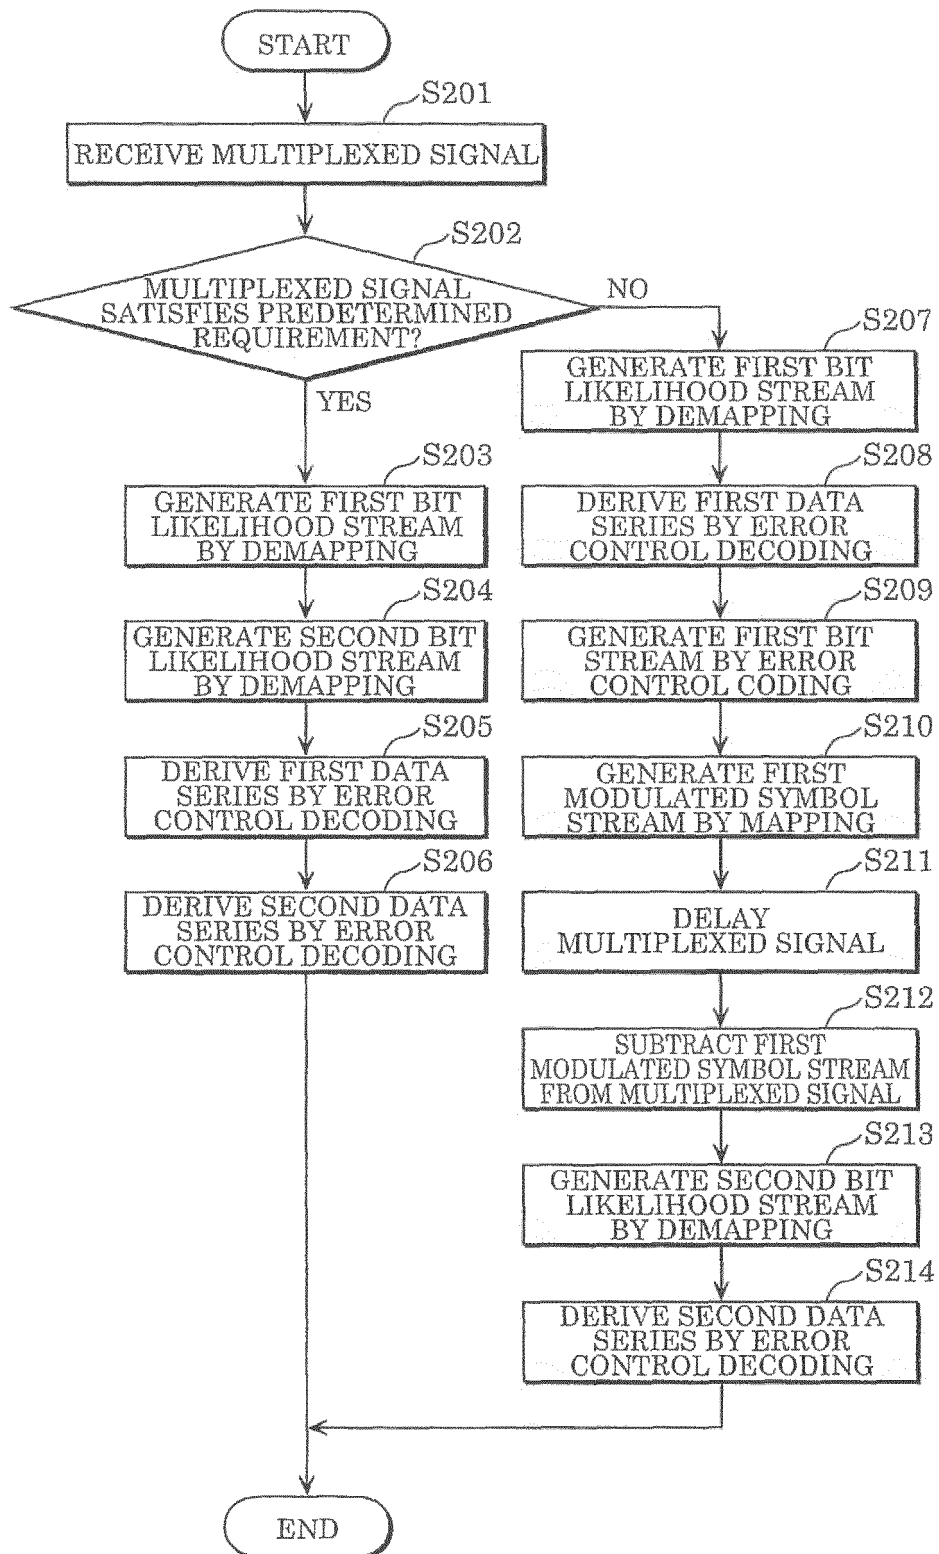 START
S201
RECEIVE MULTIPLEXED SIGNAL
S202
MULTIPLEXED SIGNAL
SATISFIES PREDETERMINED
REQUIREMENT?
NO
YES
S203
GENERATE FIRST BIT
LIKELIHOOD STREAM
BY DEMAPPING
S204
GENERATE SECOND BIT
LIKELIHOOD STREAM
BY DEMAPPING
S205
DERIVE FIRST DATA
SERIES BY ERROR
CONTROL DECODING
S206
DERIVE SECOND DATA
SERIES BY ERROR
CONTROL DECODING
S207
GENERATE FIRST BIT
LIKELIHOOD STREAM
BY DEMAPPING
S208
DERIVE FIRST DATA
SERIES BY ERROR
CONTROL DECODING
S209
GENERATE FIRST BIT
STREAM BY ERROR
CONTROL CODING
S210
GENERATE FIRST
MODULATED SYMBOL
STREAM BY MAPPING
S211
DELAY
MULTIPLEXED SIGNAL
S212
SUBTRACT FIRST
MODULATED SYMBOL STREAM
FROM MULTIPLEXED SIGNAL
S213
GENERATE SECOND BIT
LIKELIHOOD STREAM
BY DEMAPPING
S214
DERIVE SECOND DATA
SERIES BY ERROR
CONTROL DECODING
END